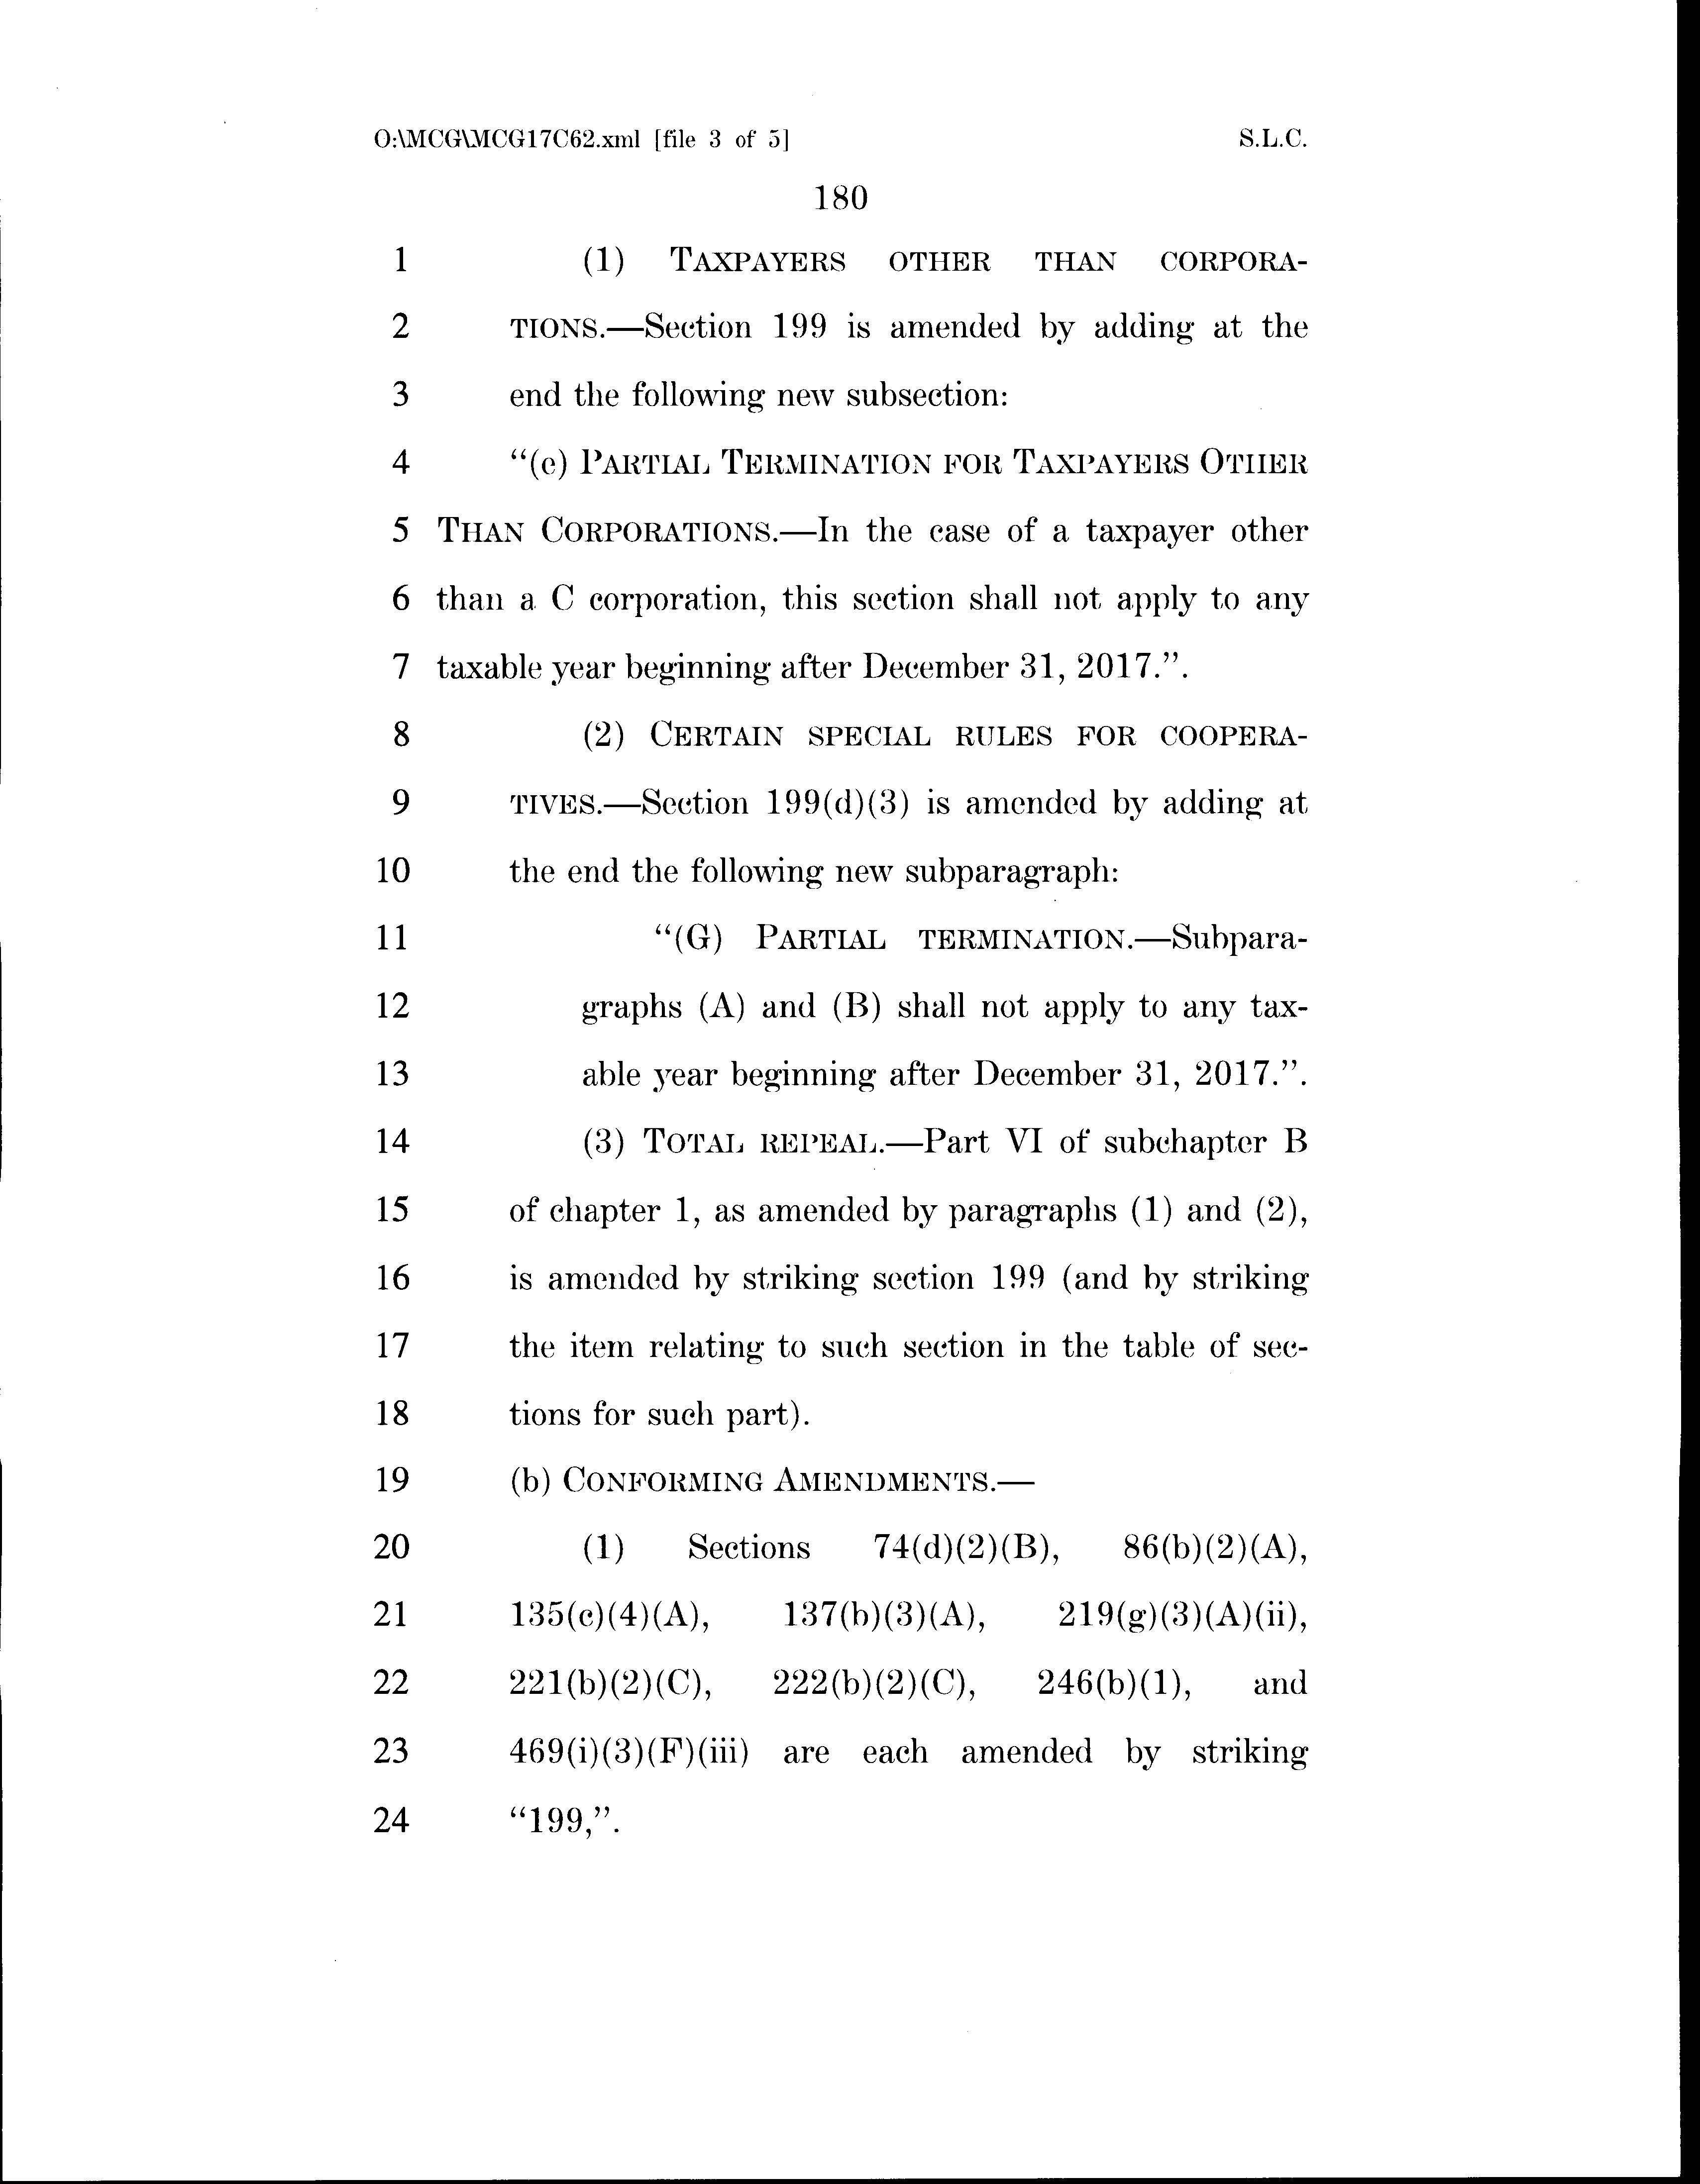 O:\MCG\MCG17C62.xml [file 3 of 5] S.L.C.
180
1 (1) TAXPAYERS OTHER THAN CORPORA-
2 TIONS.—Section 199 is amended by adding at the
3 end the following new subsection:
4 “(e) PARTIAL TERMINATION FOR TAXPAYERS OTHER
5 THAN CORPORATIONS.—In the case of a taxpayer other
6 than a C corporation, this section shall not apply to any
7 taxable year beginning after December 31, 2017.”.
8 (2) CERTAIN SPECIAL RULES FOR COOPERA-
9 TIVES.—Section 199(d)(3) is amended by adding at
10 the end the following new subparagraph:
11 “(G) PARTIAL TERMINATION.—Subpara-
12 graphs (A) and (B) shall not apply to any tax-
13 able year beginning after December 31, 2017.”.
14 (3) TOTAL REPEAL.—Part VI of subchapter B
15 of chapter 1, as amended by paragraphs (1) and (2),
16 is amended by striking section 199 (and by striking
17 the item relating to such section in the table of sec-
18 tions for such part).
19 (b) CONFORMING AMENDMENTS.—
20 (1) Sections 74(d)(2)(B), 86(b)(2)(A),
21 135(c)(4)(A), 137(b)(3)(A), 219(g)(3)(A)(ii),
22 221(b)(2)(C), 222(b)(2)(C), 246(b)(1), and
23 469(i)(3)(F)(iii) are each amended by striking
24 “199,”.